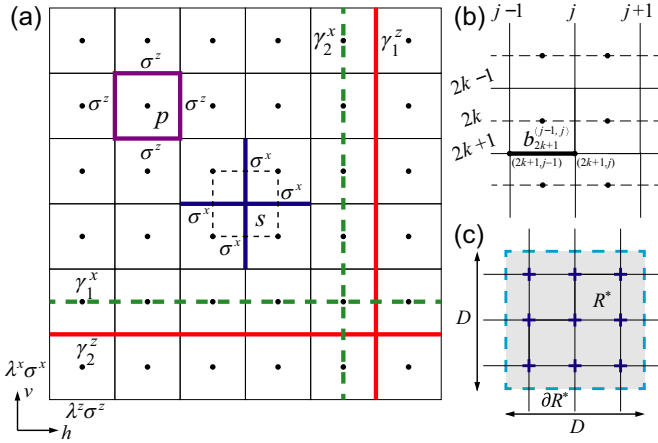 (a)
γ₂ˣ
γ₁ᶻ
σᶻ
σᶻ
p
σᶻ
σᶻ
σˣ
σˣ
σˣ
s
σˣ
γ₁ˣ
γ₂ᶻ
λˣσˣ
v
λᶻσᶻ
h
(b)
j−1
j
j+1
2k−1
2k
2k+1
b₂ₖ₊₁^⟨j−1, j⟩
(2k+1,j−1)
(2k+1,j)
(c)
D
R*
∂R*
D